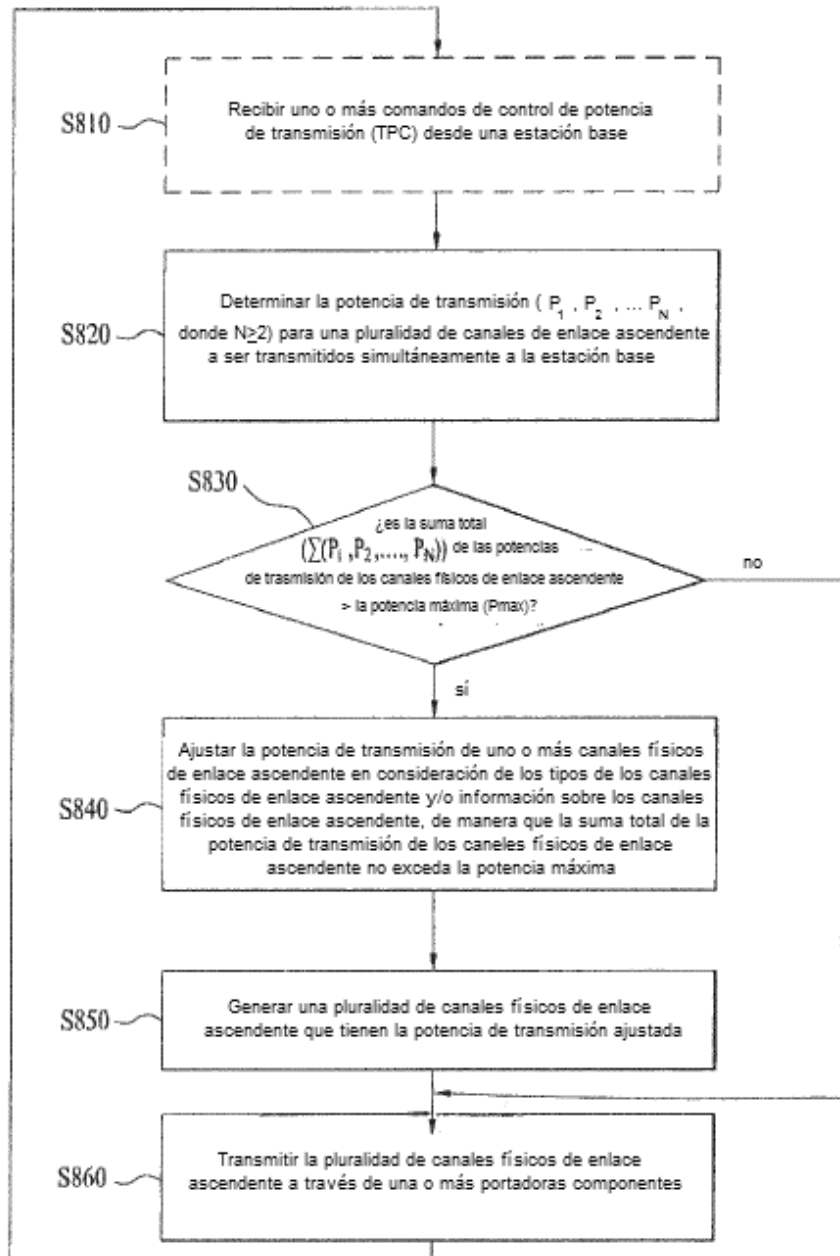 S810
Recibir uno o más comandos de control de potencia
de transmisión (TPC) desde una estación base
S820
Determinar la potencia de transmisión ( P1 , P2 , ... PN ,
donde N≥2) para una pluralidad de canales de enlace ascendente
a ser transmitidos simultáneamente a la estación base
S830
¿es la suma total
(∑(P1 ,P2,...., PN)) de las potencias
de trasmisión de los canales físicos de enlace ascendente
> la potencia máxima (Pmax)?
no
sí
S840
Ajustar la potencia de transmisión de uno o más canales físicos
de enlace ascendente en consideración de los tipos de los canales
físicos de enlace ascendente y/o información sobre los canales
físicos de enlace ascendente, de manera que la suma total de la
potencia de transmisión de los caneles físicos de enlace
ascendente no exceda la potencia máxima
S850
Generar una pluralidad de canales físicos de enlace
ascendente que tienen la potencia de transmisión ajustada
S860
Transmitir la pluralidad de canales físicos de enlace
ascendente a través de una o más portadoras componentes